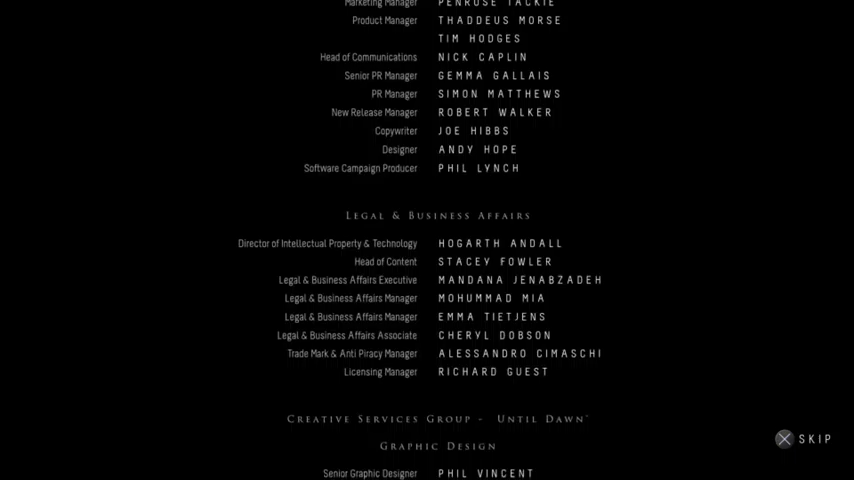 Marketing Manager PENROSE TACKIE
Product Manager THADDEUS MORSE
TIM HODGES
Head of Communications NICK CAPLIN
Senior PR Manager GEMMA GALLAIS
PR Manager SIMON MATTHEWS
New Release Manager ROBERT WALKER
Copywriter JOE HIBBS
Designer ANDY HOPE
Software Campaign Producer PHIL LYNCH
LEGAL & BUSINESS AFFAIRS
Director of Intellectual Property & Technology HOGARTH ANDALL
Head of Content STACEY FOWLER
Legal & Business Affairs Executive MANDANA JENABZADEH
Legal & Business Affairs Manager MOHUMMAD MIA
Legal & Business Affairs Manager EMMA TIETJENS
Legal & Business Affairs Associate CHERYL DOBSON
Trade Mark & Anti Piracy Manager ALESSANDRO CIMASCHI
Licensing Manager RICHARD GUEST
CREATIVE SERVICES GROUP - UNTIL DAWN™
SKIP
GRAPHIC DESIGN
Senior Graphic Designer PHIL VINCENT